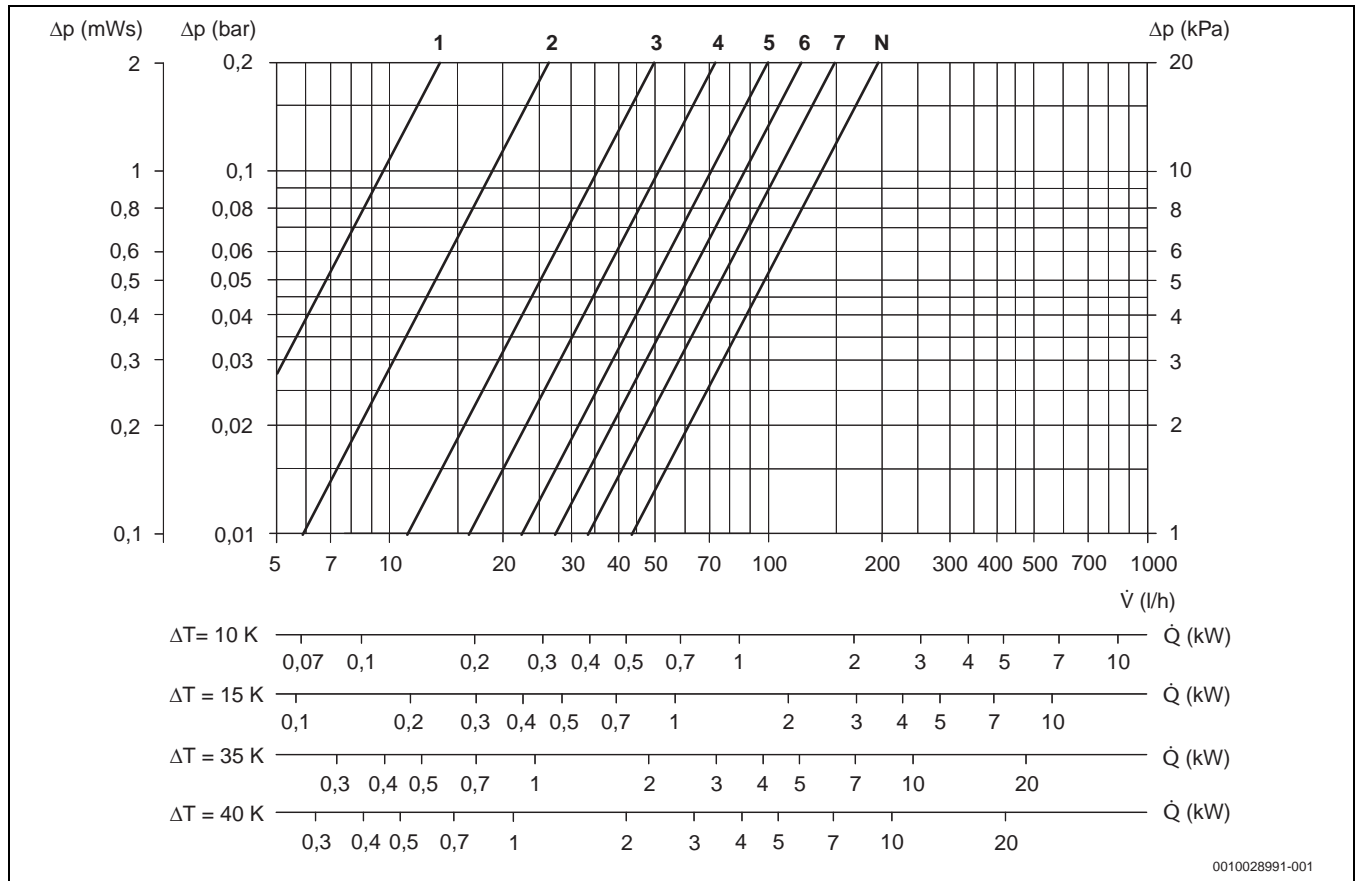 ∆p (mWs) ∆p (bar) ∆p (kPa)
1 2 3 4 5 6 7 N
2 0,2 20
1 0,1 10
0,8 0,08 8
0,6 0,06 6
0,5 0,05 5
0,4 0,04 4
0,3 0,03 3
0,2 0,02 2
0,1 0,01 1
5 7 10 20 30 40 50 70 100 200 300 400 500 700 1000
V̇ (l/h)
∆T= 10 K Q̇ (kW)
0,07 0,1 0,2 0,3 0,4 0,5 0,7 1 2 3 4 5 7 10
∆T = 15 K Q̇ (kW)
0,1 0,2 0,3 0,4 0,5 0,7 1 2 3 4 5 7 10
∆T = 35 K Q̇ (kW)
0,3 0,4 0,5 0,7 1 2 3 4 5 7 10 20
∆T = 40 K Q̇ (kW)
0,3 0,4 0,5 0,7 1 2 3 4 5 7 10 20
0010028991-001